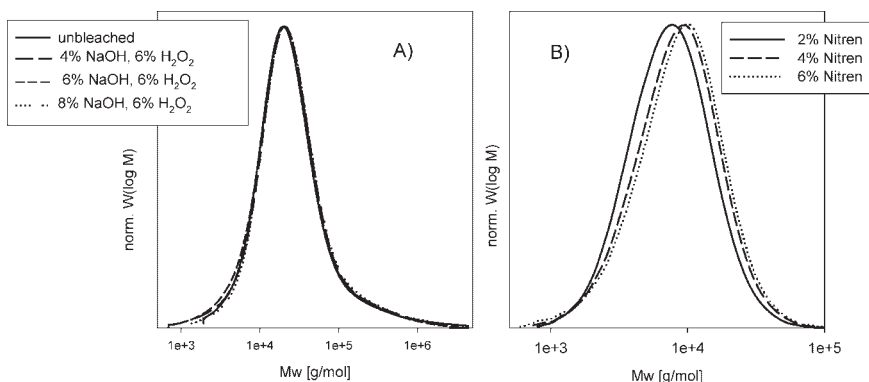 unbleached
4% NaOH, 6% H₂O₂
6% NaOH, 6% H₂O₂
8% NaOH, 6% H₂O₂
A)
norm. W(log M)
1e+3 1e+4 1e+5 1e+6
Mw [g/mol]
B)
2% Nitren
4% Nitren
6% Nitren
norm. W(log M)
1e+3 1e+4 1e+5
Mw [g/mol]